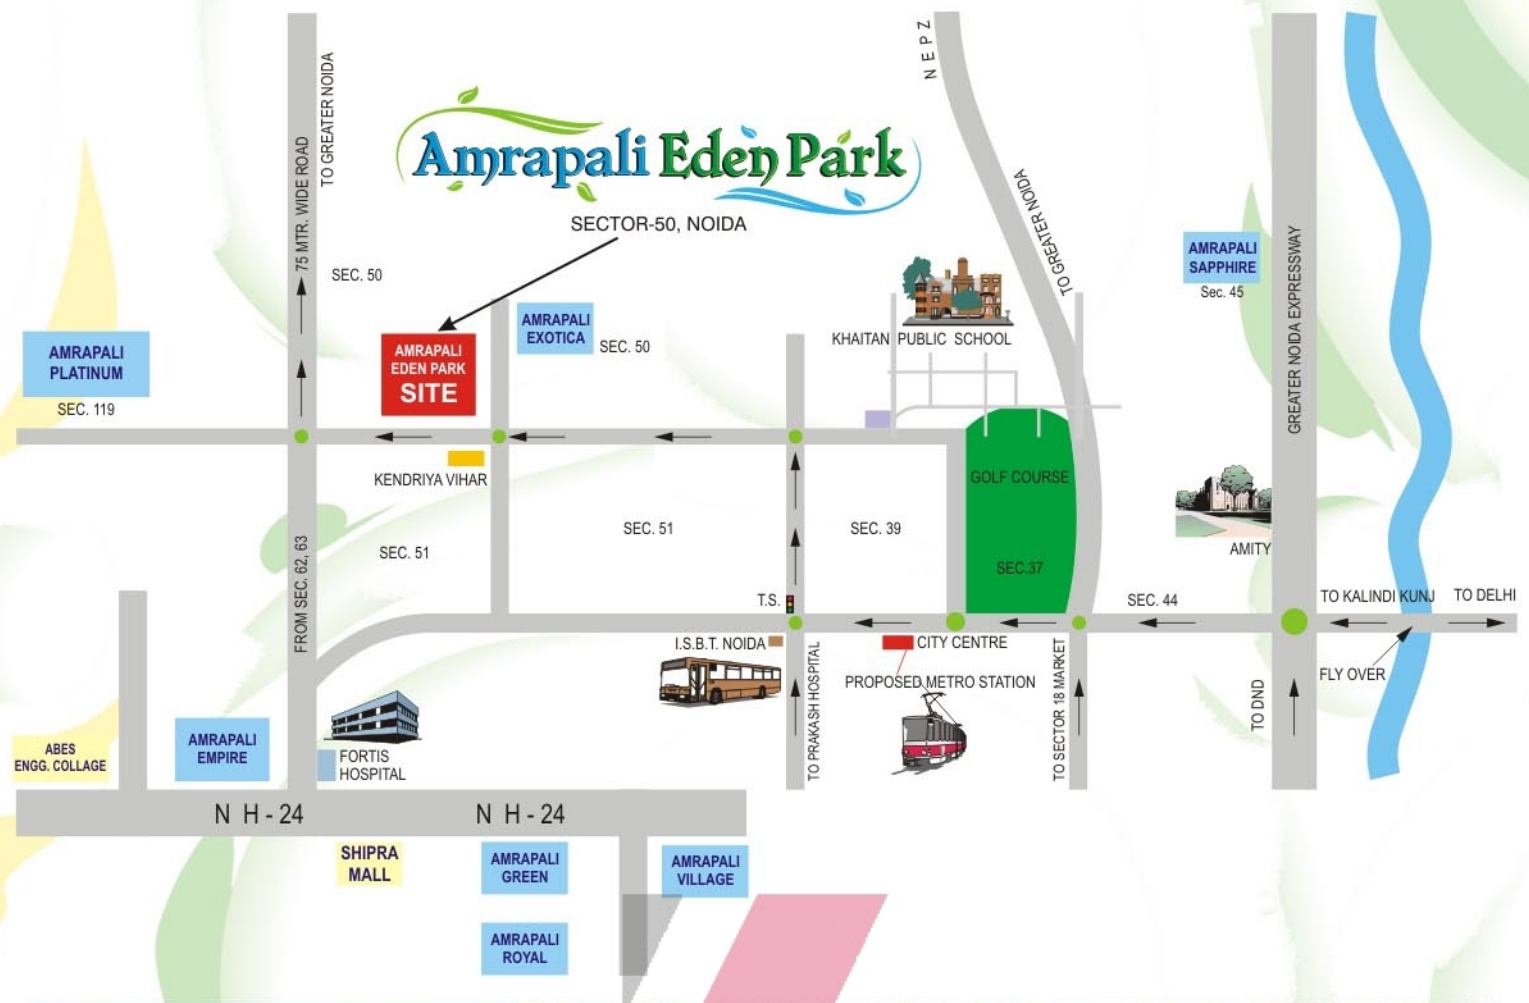 NEPZ
TO GREATER NOIDA
75 MTR. WIDE ROAD
Amrapali Eden Park
SECTOR-50, NOIDA
TO GREATER NOIDA
GREATER NOIDA EXPRESSWAY
AMRAPALI
SAPPHIRE
Sec. 45
SEC. 50
AMRAPALI
EXOTICA
SEC. 50
KHAITAN PUBLIC SCHOOL
AMRAPALI
PLATINUM
SEC. 119
AMRAPALI
EDEN PARK
SITE
KENDRIYA VIHAR
GOLF COURSE
SEC. 51
SEC. 51
SEC. 39
SEC.37
AMITY
FROM SEC. 62, 63
T.S.
SEC. 44
TO KALINDI KUNJ
TO DELHI
I.S.B.T. NOIDA
CITY CENTRE
PROPOSED METRO STATION
FLY OVER
TO PRAKASH HOSPITAL
TO SECTOR 18 MARKET
TO DND
ABES
ENGG. COLLAGE
AMRAPALI
EMPIRE
FORTIS
HOSPITAL
N H - 24
N H - 24
SHIPRA
MALL
AMRAPALI
GREEN
AMRAPALI
VILLAGE
AMRAPALI
ROYAL